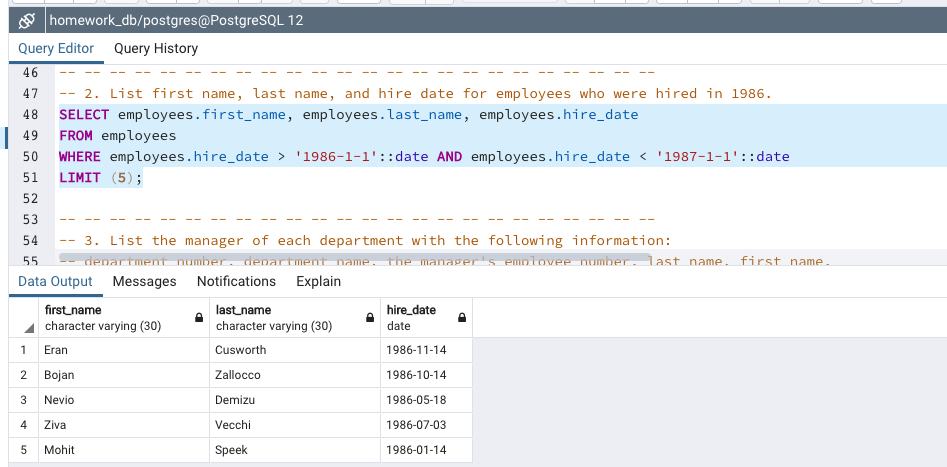 homework_db/postgres@PostgreSQL 12
Query Editor Query History
46 -- -- -- -- -- -- -- -- -- -- -- -- -- -- -- -- -- -- -- -- -- -- -- --
47 -- 2. List first name, last name, and hire date for employees who were hired in 1986.
48 SELECT employees.first_name, employees.last_name, employees.hire_date
49 FROM employees
50 WHERE employees.hire_date > '1986-1-1'::date AND employees.hire_date < '1987-1-1'::date
51 LIMIT (5);
52
53 -- -- -- -- -- -- -- -- -- -- -- -- -- -- -- -- -- -- -- -- -- -- -- --
54 -- 3. List the manager of each department with the following information:
55 -- department number, department name, the manager's employee number, last name, first name,
Data Output Messages Notifications Explain
first_name last_name hire_date
character varying (30) character varying (30) date
1 Eran Cusworth 1986-11-14
2 Bojan Zallocco 1986-10-14
3 Nevio Demizu 1986-05-18
4 Ziva Vecchi 1986-07-03
5 Mohit Speek 1986-01-14